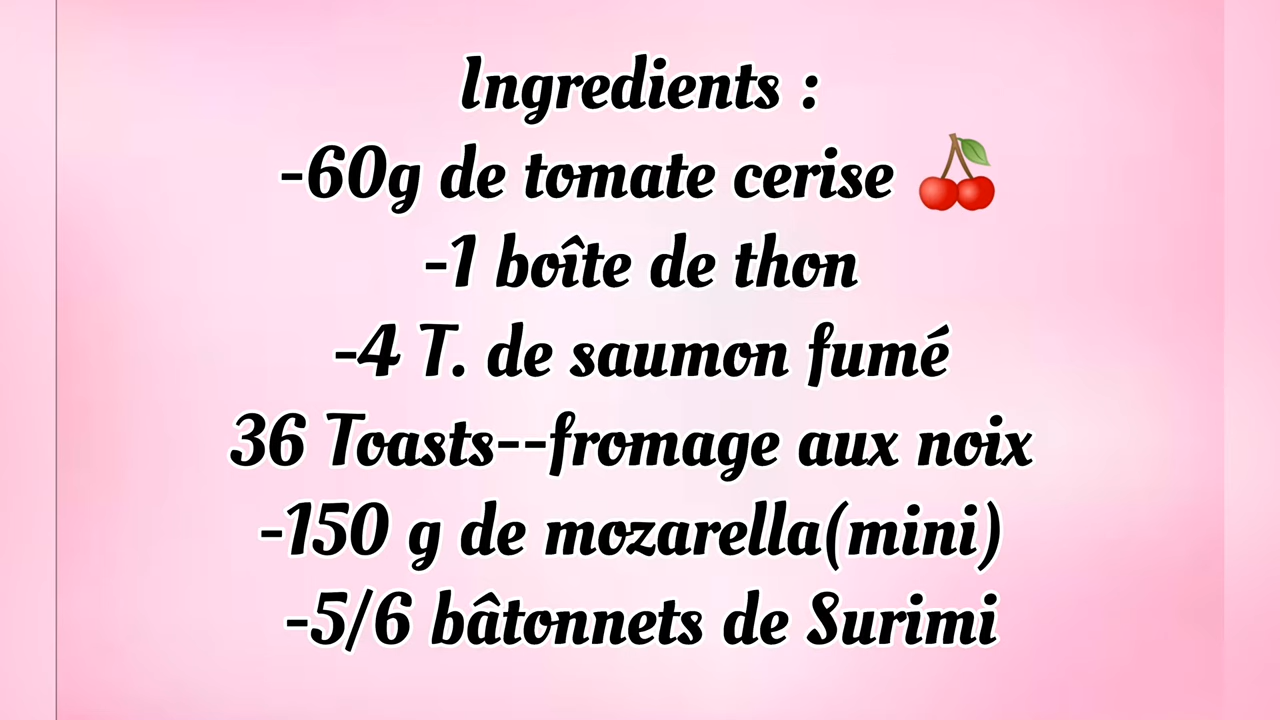 Ingredients :
-60g de tomate cerise 🍒
-1 boîte de thon
-4 T. de saumon fumé
36 Toasts--fromage aux noix
-150 g de mozarella(mini)
-5/6 bâtonnets de Surimi